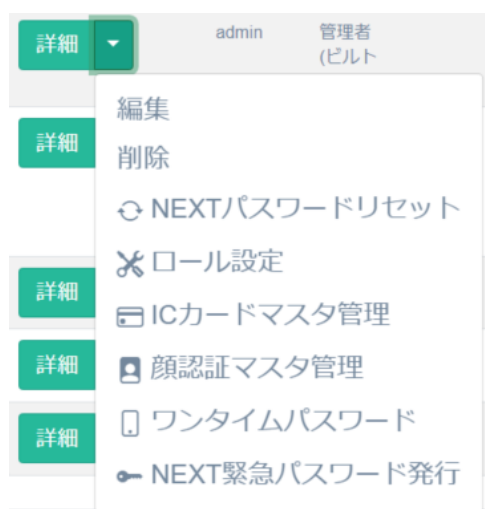 詳細
admin
管理者
(ビルト
編集
詳細
削除
NEXTパスワードリセット
ロール設定
詳細
ICカードマスタ管理
詳細
顔認証マスタ管理
詳細
ワンタイムパスワード
NEXT緊急パスワード発行